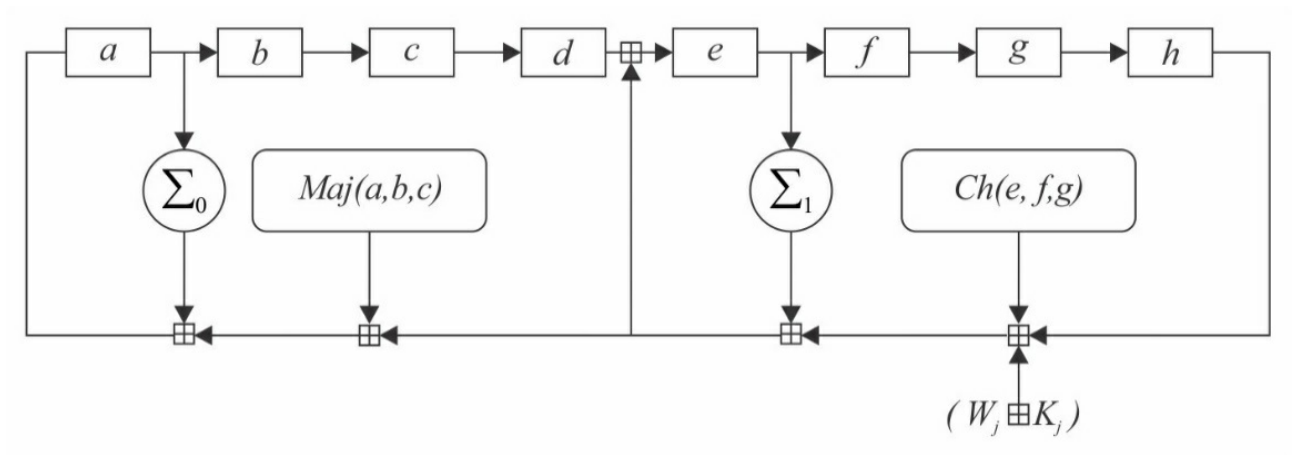 a b c d ⊞ e f g h
Σ₀ Maj(a,b,c) Σ₁ Ch(e, f,g)
⊞ ⊞ ⊞ ⊞
( Wⱼ ⊞ Kⱼ )